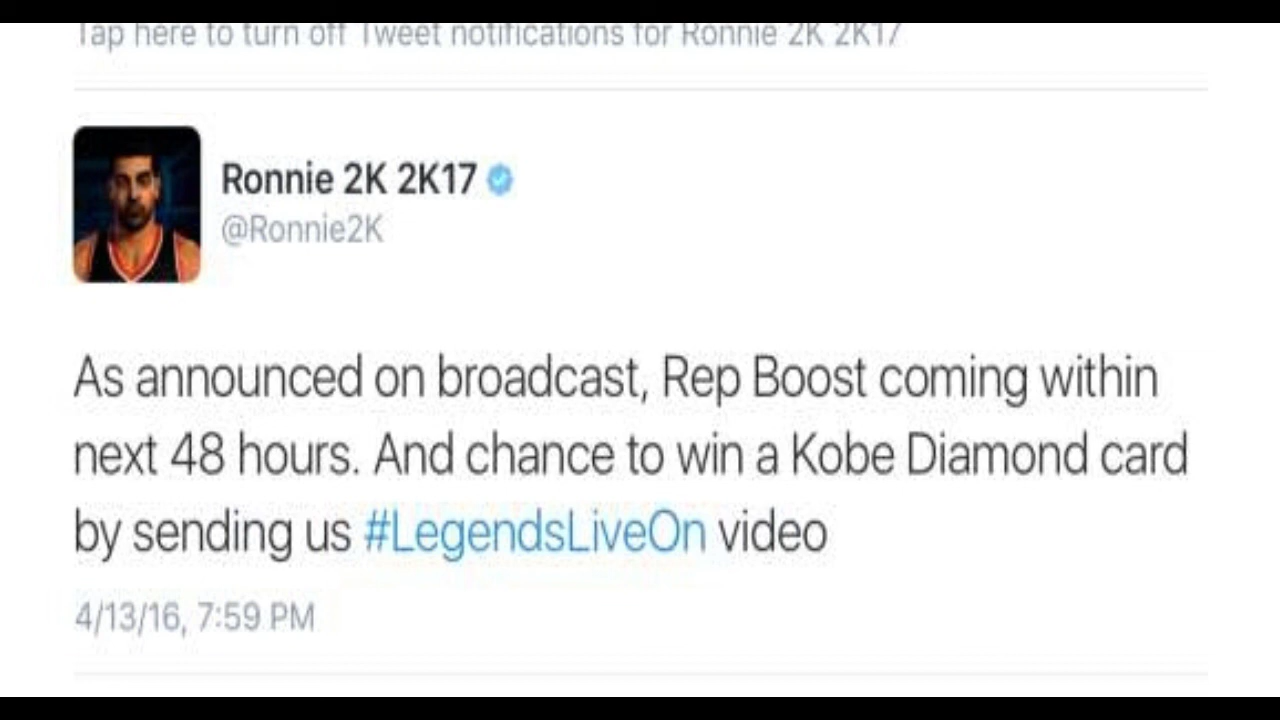 Tap here to turn off Tweet notifications for Ronnie 2K 2K17
Ronnie 2K 2K17
@Ronnie2K
As announced on broadcast, Rep Boost coming within
next 48 hours. And chance to win a Kobe Diamond card
by sending us #LegendsLiveOn video
4/13/16, 7:59 PM